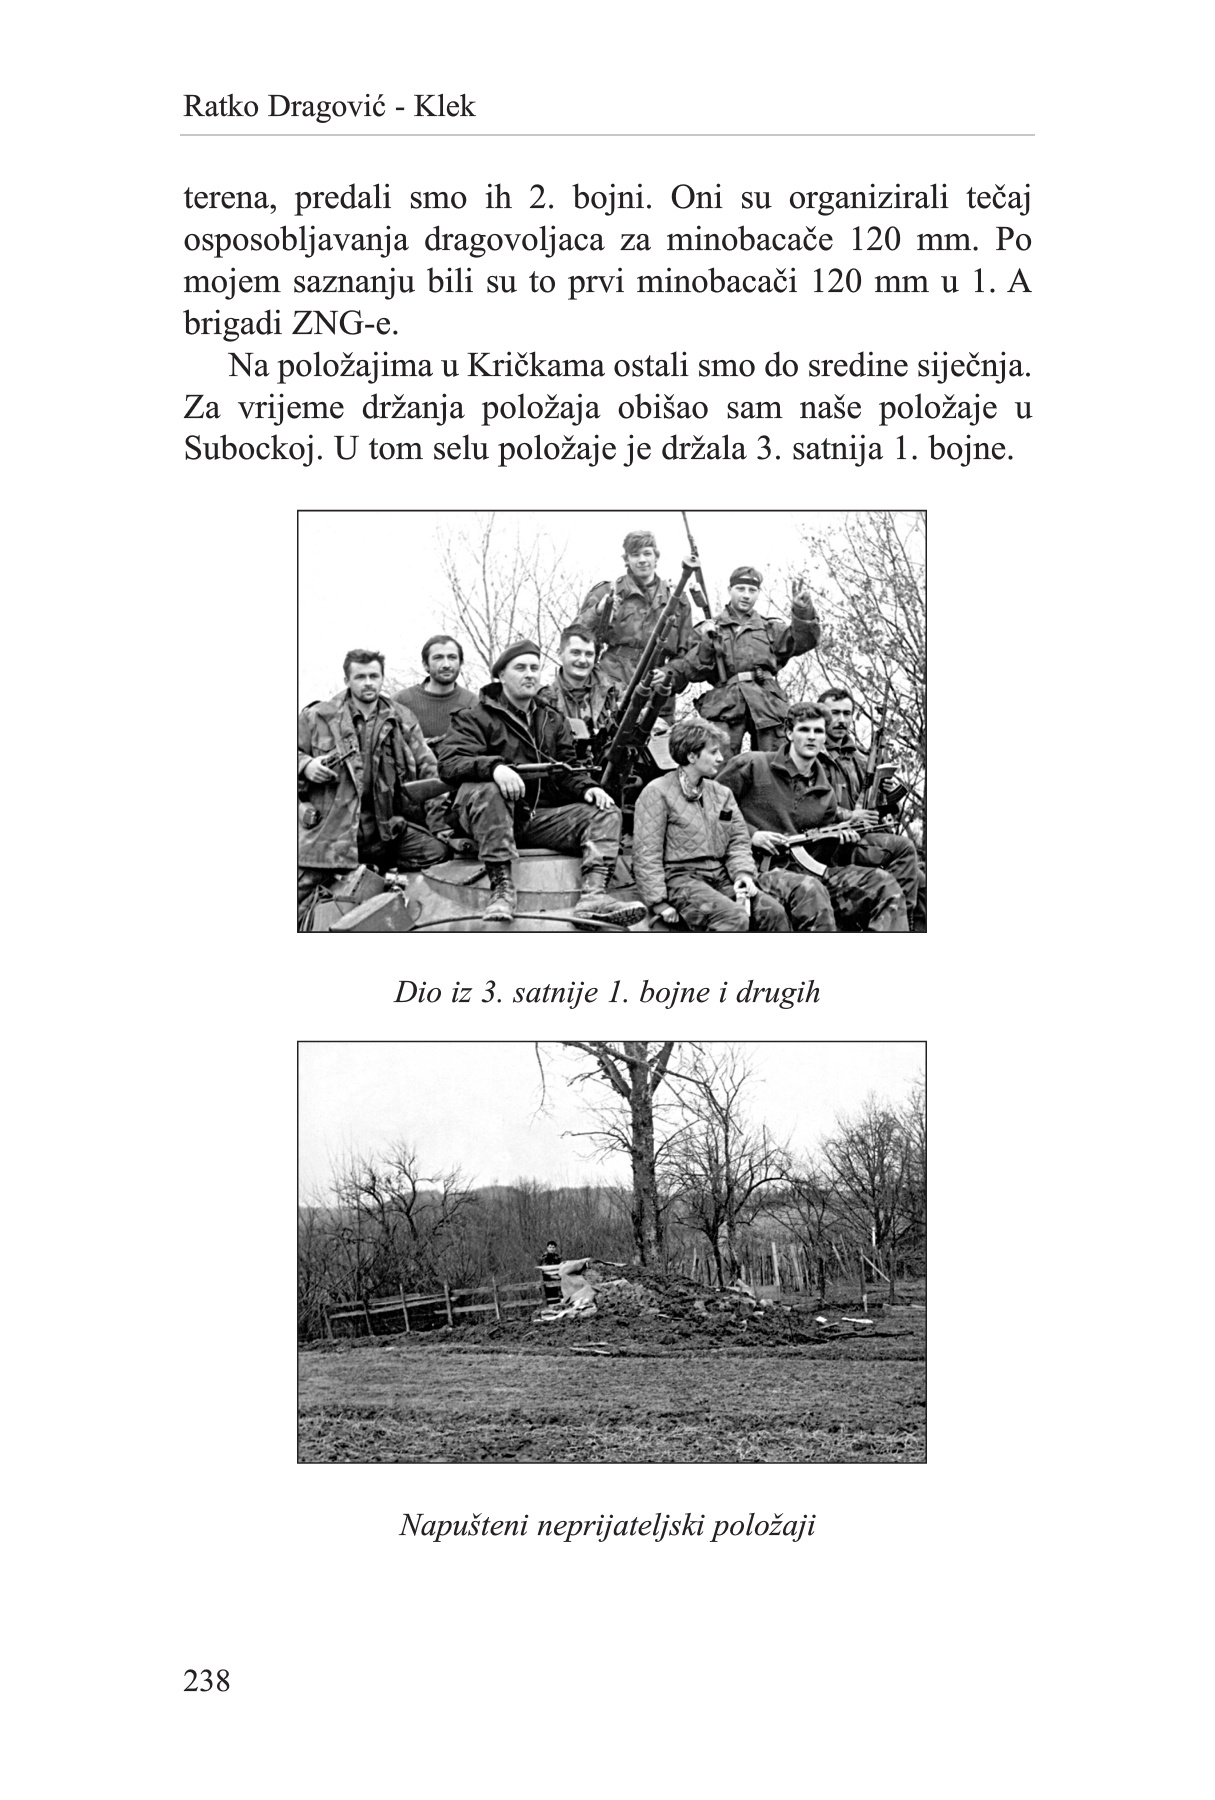 Ratko Dragović - Klek
terena, predali smo ih 2. bojni. Oni su organizirali tečaj
osposobljavanja dragovoljaca za minobacače 120 mm. Po
mojem saznanju bili su to prvi minobacači 120 mm u 1. A
brigadi ZNG-e.
Na položajima u Kričkama ostali smo do sredine siječnja.
Za vrijeme držanja položaja obišao sam naše položaje u
Subockoj. U tom selu položaje je držala 3. satnija 1. bojne.
Dio iz 3. satnije 1. bojne i drugih
Napušteni neprijateljski položaji
238